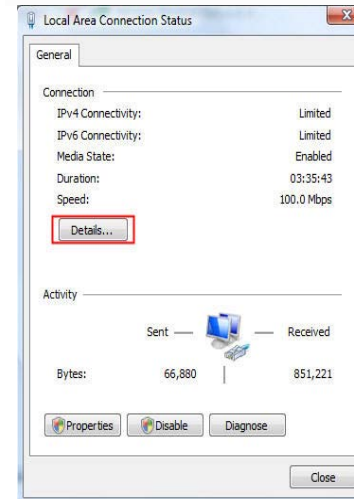 Local Area Connection Status
General
Connection
IPv4 Connectivity: Limited
IPv6 Connectivity: Limited
Media State: Enabled
Duration: 03:35:43
Speed: 100.0 Mbps
Details...
Activity
Sent Received
Bytes: 66,880 851,221
Properties Disable Diagnose
Close